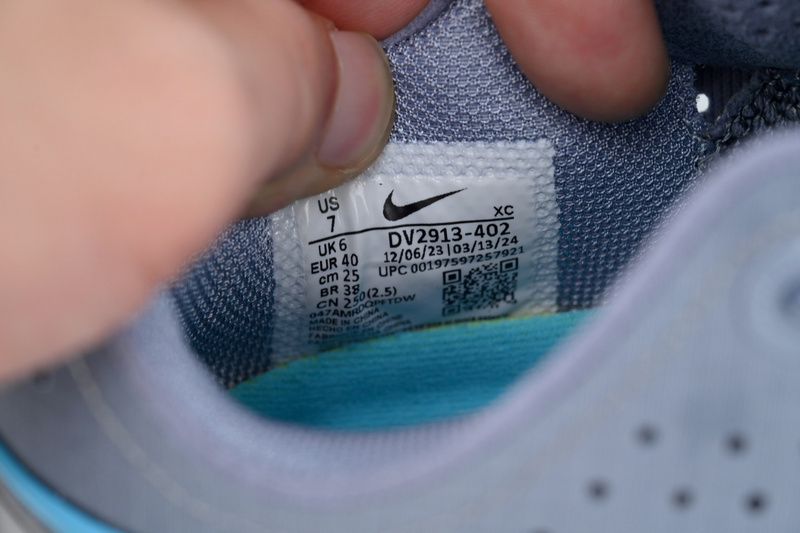 US
7
XC
UK 6
EUR 40
cm 25
BR 38
CN 250(2.5)
DV2913-402
12/06/23 | 03/13/24
UPC 00197597257921
047AMRDQPETDW
MADE IN CHINA